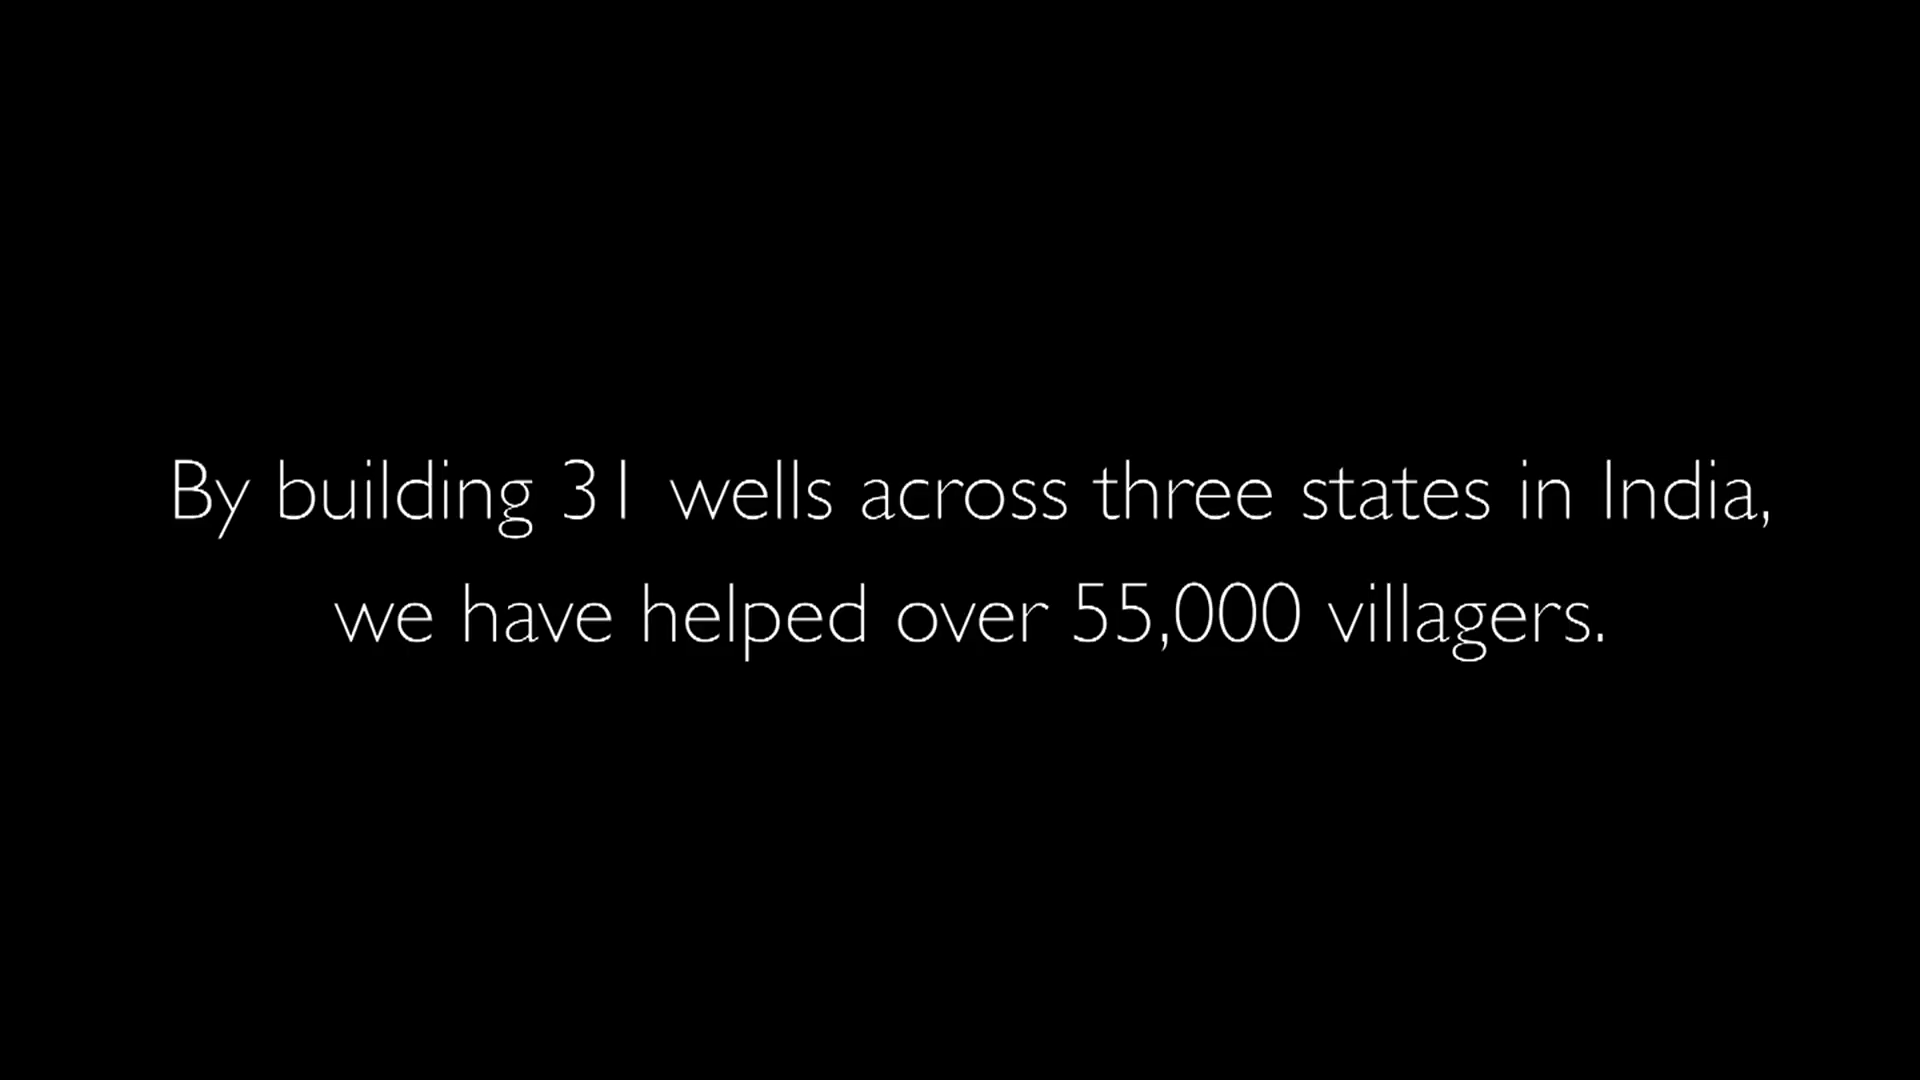 By building 31 wells across three states in India,
we have helped over 55,000 villagers.